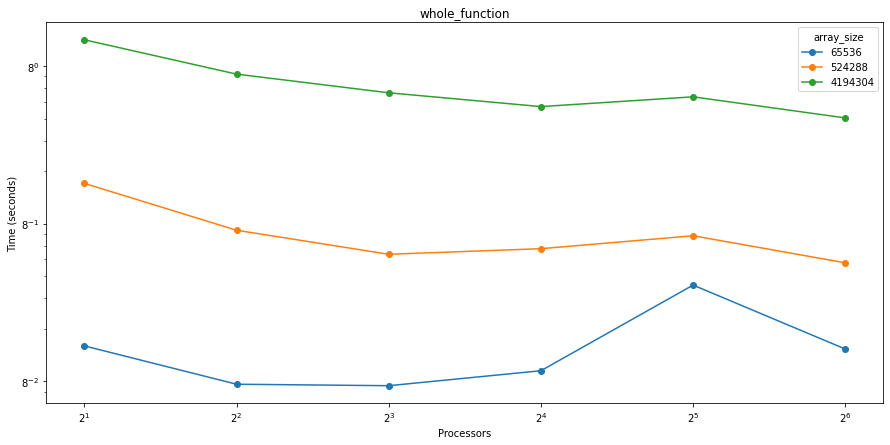 whole_function
array_size
65536
524288
4194304
Time (seconds)
8⁰
8⁻¹
8⁻²
2¹ 2² 2³ 2⁴ 2⁵ 2⁶
Processors